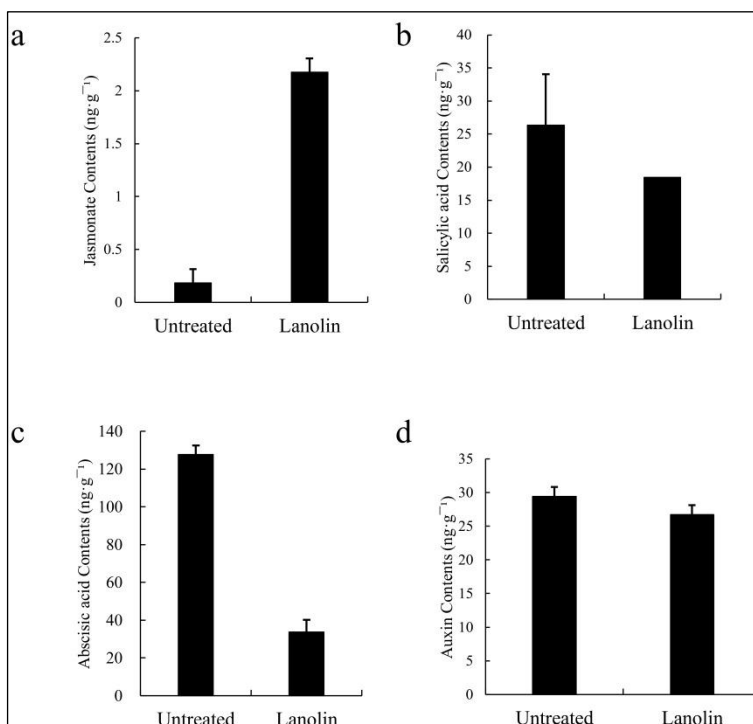 a
Jasmonate Contents (ng·g⁻¹)
2.5
2
1.5
1
0.5
0
Untreated Lanolin
b
Salicylic acid Contents (ng·g⁻¹)
40
35
30
25
20
15
10
5
0
Untreated Lanolin
c
Abscisic acid Contents (ng·g⁻¹)
140
120
100
80
60
40
20
0
Untreated Lanolin
d
Auxin Contents (ng·g⁻¹)
35
30
25
20
15
10
5
0
Untreated Lanolin